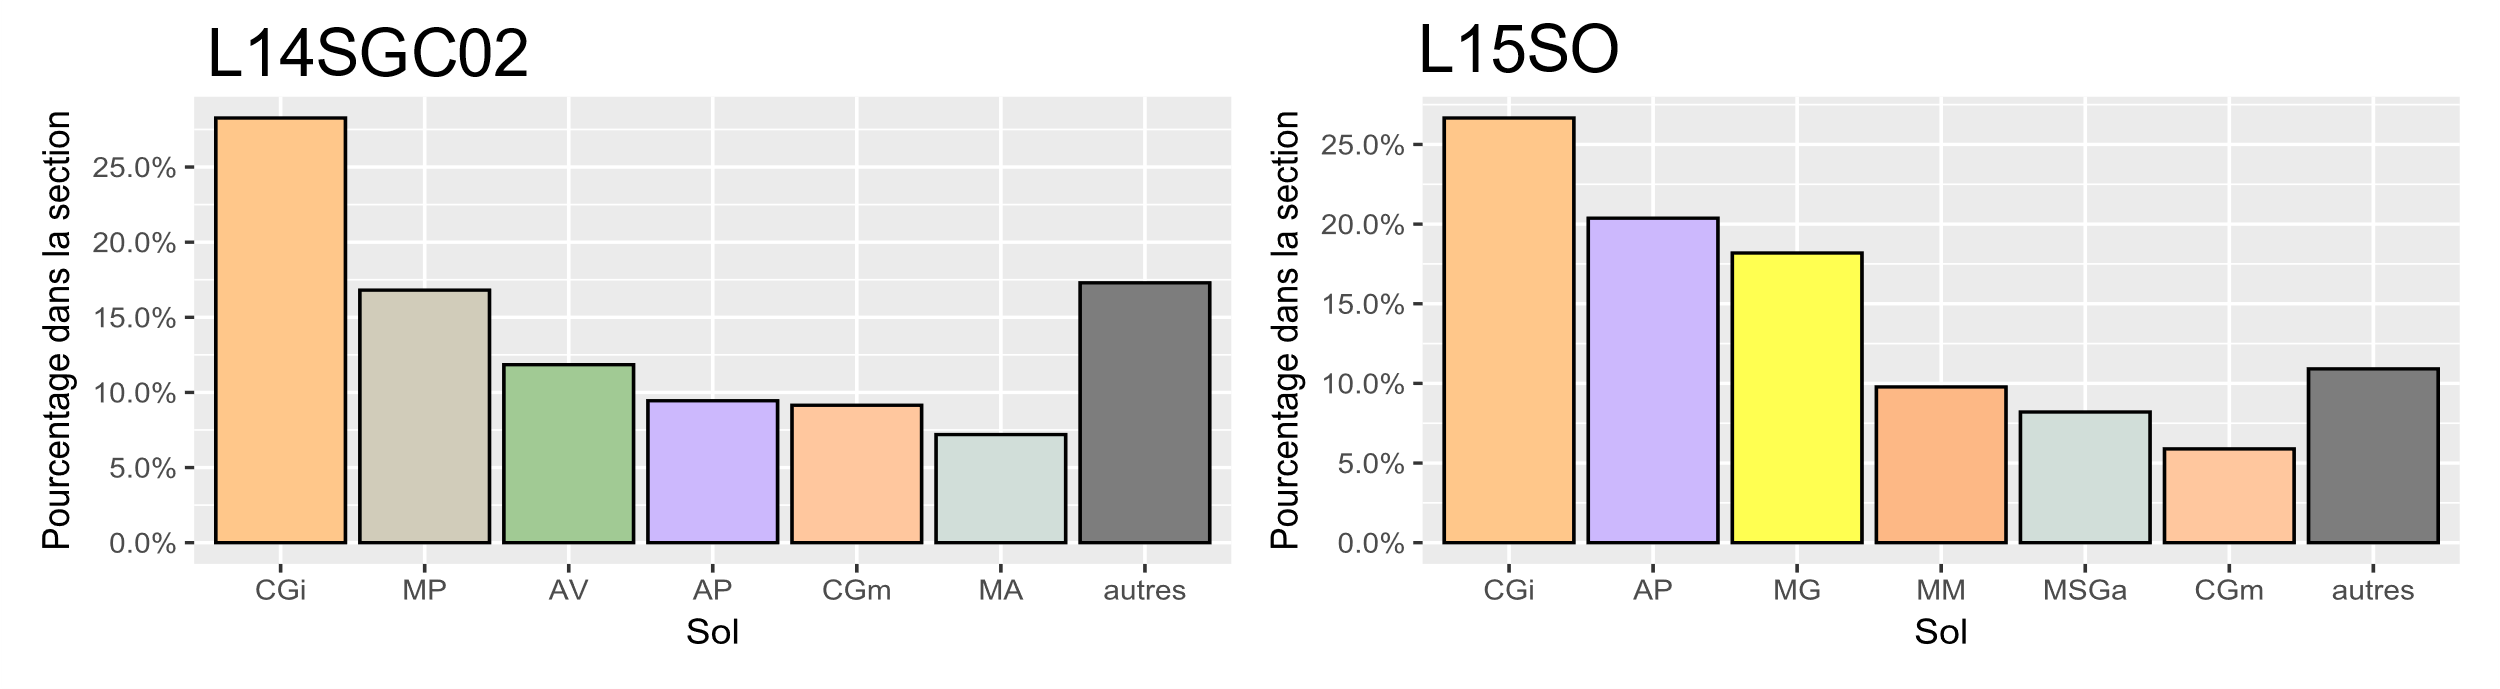 L14SGC02
Pourcentage dans la section
25.0%
20.0%
15.0%
10.0%
5.0%
0.0%
CGi MP AV AP CGm MA autres
Sol
L15SO
Pourcentage dans la section
25.0%
20.0%
15.0%
10.0%
5.0%
0.0%
CGi AP MG MM MSGa CGm autres
Sol